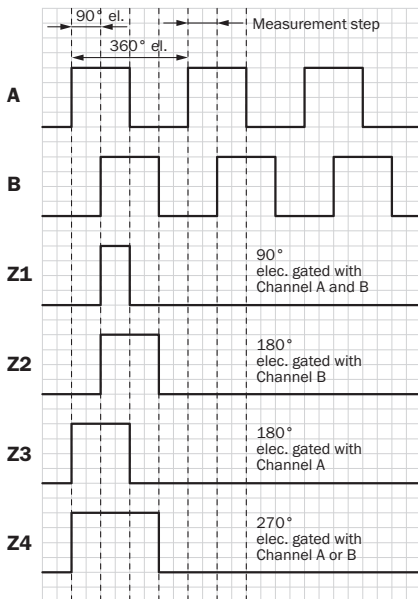 90° el.
Measurement step
360° el.
A
B
Z1
90°
elec. gated with
Channel A and B
Z2
180°
elec. gated with
Channel B
Z3
180°
elec. gated with
Channel A
Z4
270°
elec. gated with
Channel A or B